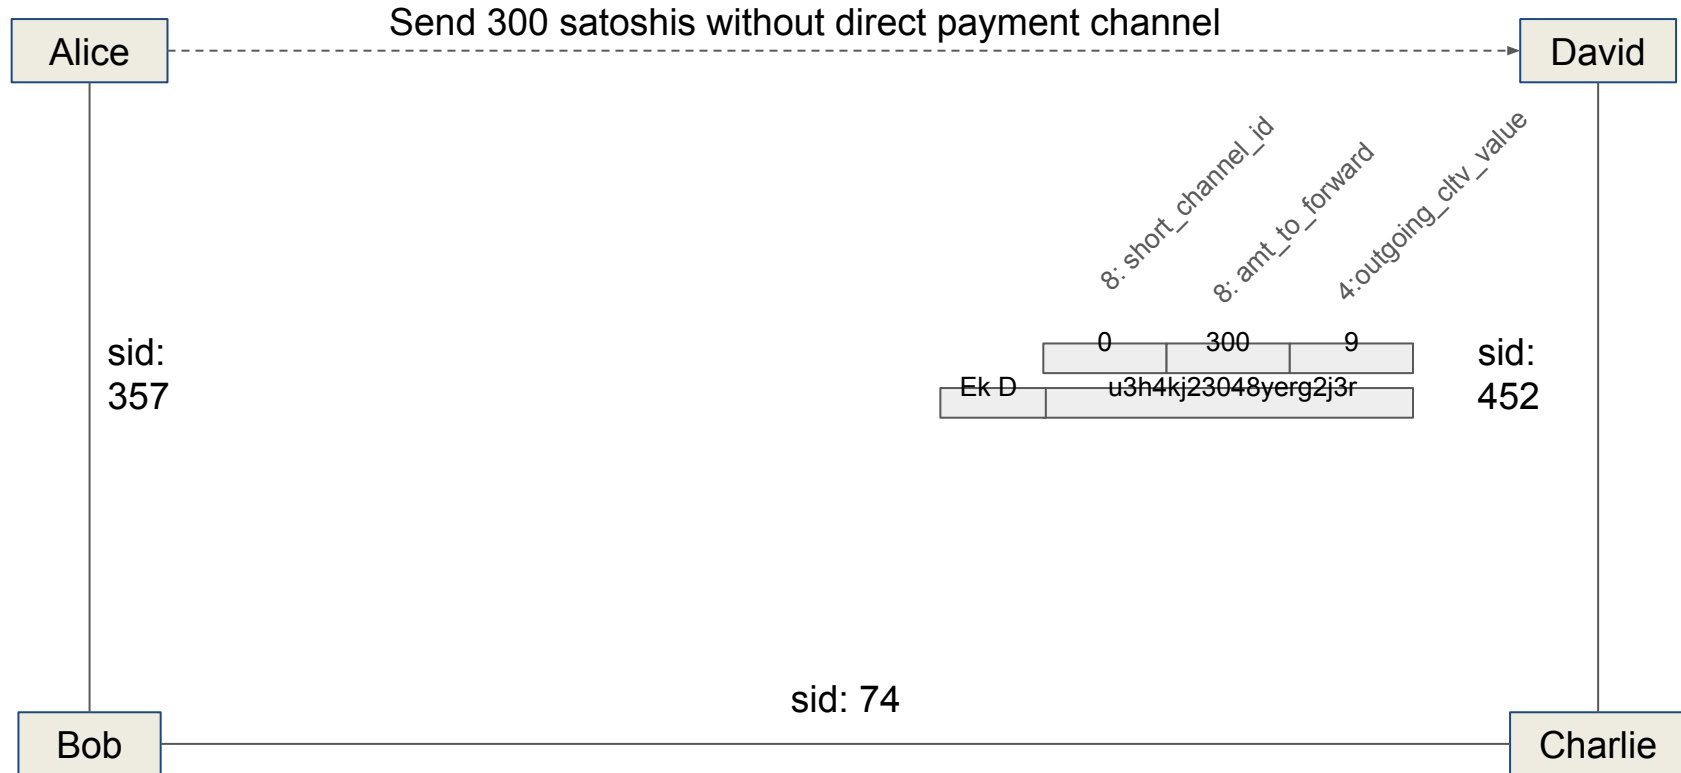 Send 300 satoshis without direct payment channel
Alice
David
8: short_channel_id
8: amt_to_forward
4:outgoing_cltv_value
0
300
9
Ek D
u3h4kj23048yerg2j3r
sid:
357
sid:
452
sid: 74
Bob
Charlie